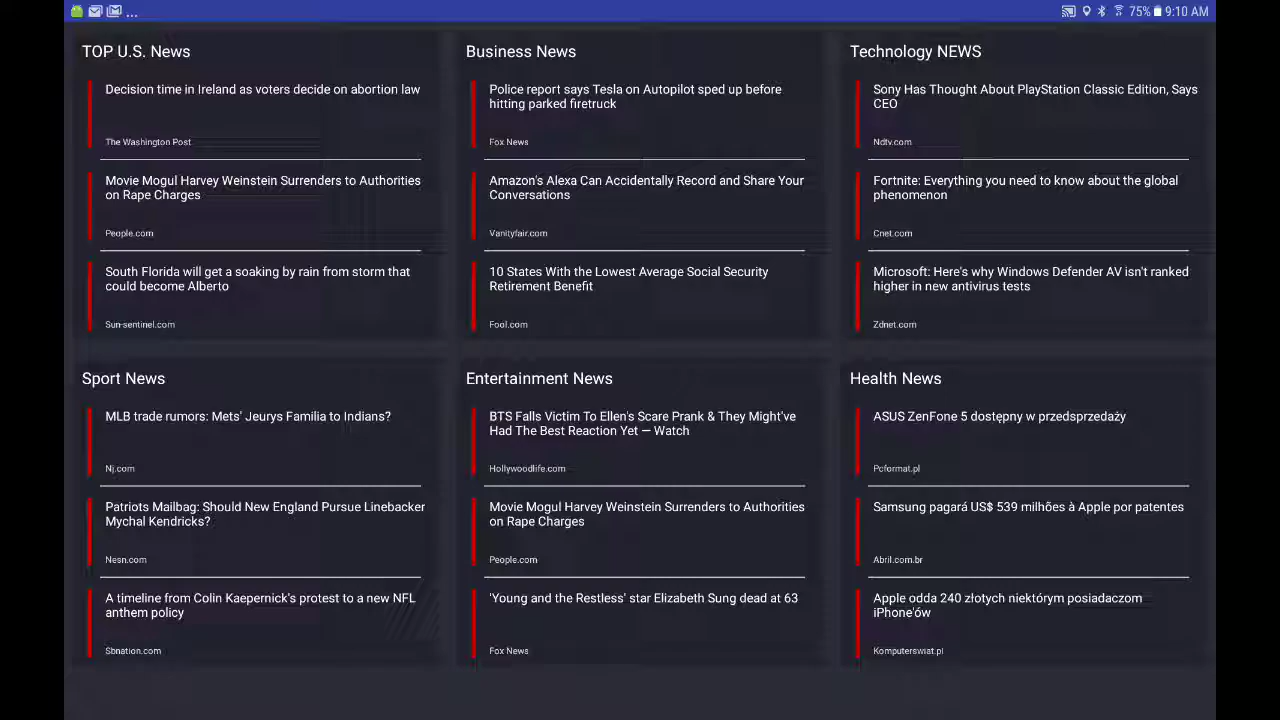 ... 75% 9:10 AM
TOP U.S. News
Decision time in Ireland as voters decide on abortion law
The Washington Post
Movie Mogul Harvey Weinstein Surrenders to Authorities
on Rape Charges
People.com
South Florida will get a soaking by rain from storm that
could become Alberto
Sun-sentinel.com
Business News
Police report says Tesla on Autopilot sped up before
hitting parked firetruck
Fox News
Amazon's Alexa Can Accidentally Record and Share Your
Conversations
Vanityfair.com
10 States With the Lowest Average Social Security
Retirement Benefit
Fool.com
Technology NEWS
Sony Has Thought About PlayStation Classic Edition, Says
CEO
Ndtv.com
Fortnite: Everything you need to know about the global
phenomenon
Cnet.com
Microsoft: Here's why Windows Defender AV isn't ranked
higher in new antivirus tests
Zdnet.com
Sport News
MLB trade rumors: Mets' Jeurys Familia to Indians?
Nj.com
Patriots Mailbag: Should New England Pursue Linebacker
Mychal Kendricks?
Nesn.com
A timeline from Colin Kaepernick's protest to a new NFL
anthem policy
Sbnation.com
Entertainment News
BTS Falls Victim To Ellen's Scare Prank & They Might've
Had The Best Reaction Yet — Watch
Hollywoodlife.com
Movie Mogul Harvey Weinstein Surrenders to Authorities
on Rape Charges
People.com
'Young and the Restless' star Elizabeth Sung dead at 63
Fox News
Health News
ASUS ZenFone 5 dostępny w przedsprzedaży
Pcformat.pl
Samsung pagará US$ 539 milhões à Apple por patentes
Abril.com.br
Apple odda 240 złotych niektórym posiadaczom
iPhone'ów
Komputerswiat.pl